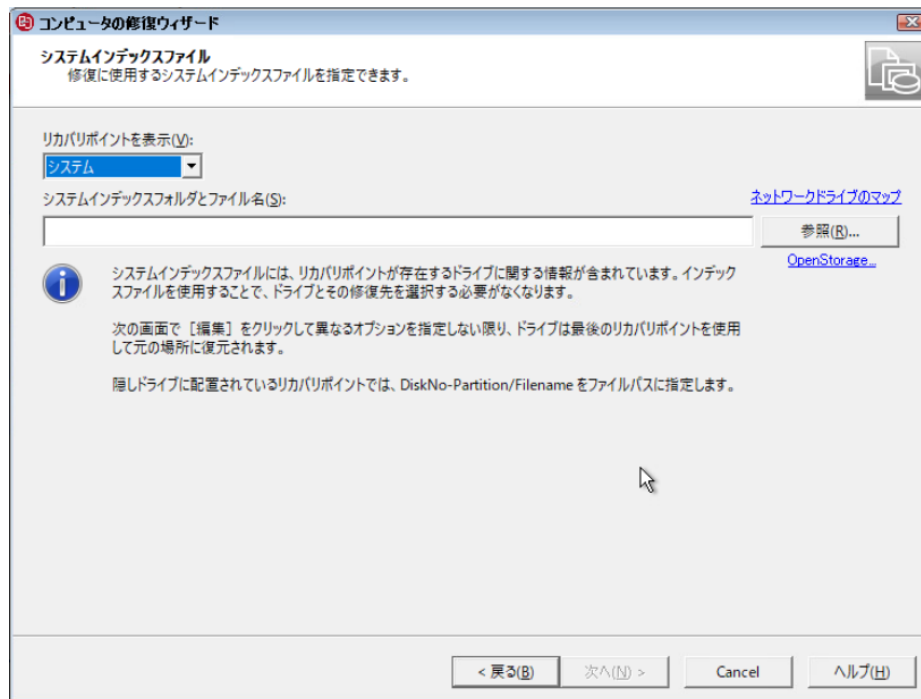 コンピュータの修復ウィザード
システムインデックスファイル
修復に使用するシステムインデックスファイルを指定できます。
リカバリポイントを表示(V):
システム
システムインデックスフォルダとファイル名(S):
ネットワークドライブのマップ
参照(R)...
OpenStorage...
システムインデックスファイルには、リカバリポイントが存在するドライブに関する情報が含まれています。インデック
スファイルを使用することで、ドライブとその修復先を選択する必要がなくなります。
次の画面で［編集］をクリックして異なるオプションを指定しない限り、ドライブは最後のリカバリポイントを使用
して元の場所に復元されます。
隠しドライブに配置されているリカバリポイントでは、DiskNo-Partition/Filename をファイルパスに指定します。
< 戻る(B)
次へ(N) >
Cancel
ヘルプ(H)